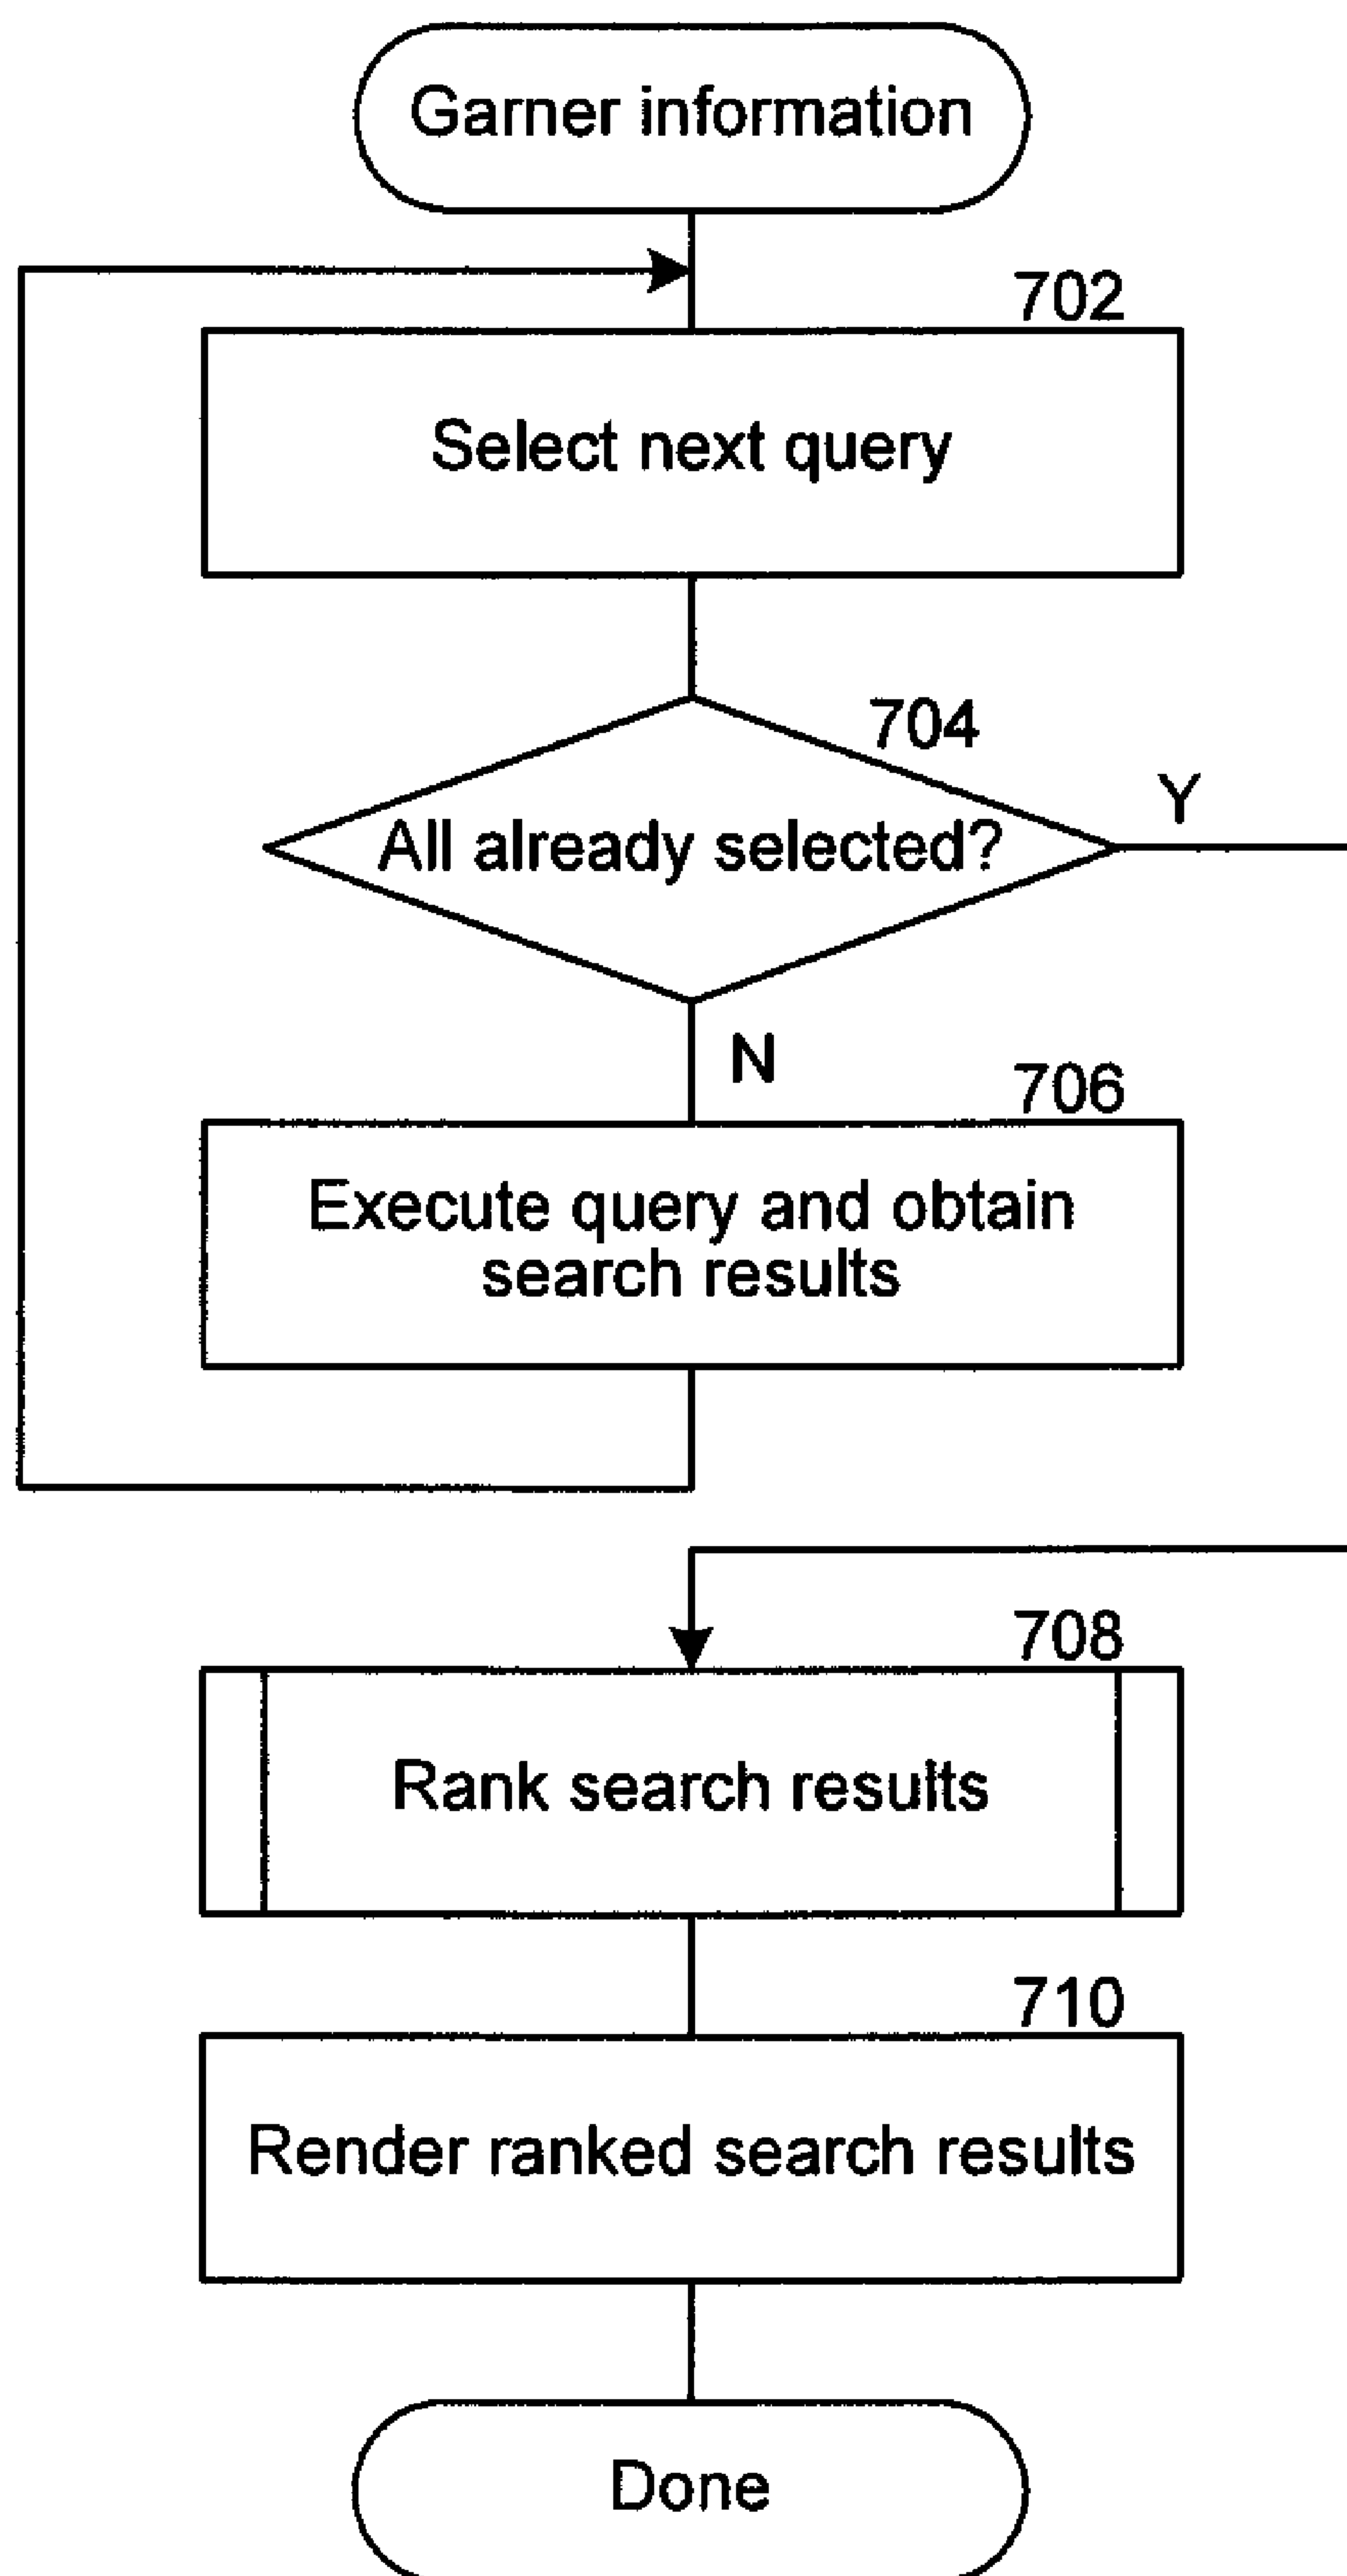 Garner information
702
Select next query
704
All already selected?
Y
N
706
Execute query and obtain
search results
708
Rank search results
710
Render ranked search results
Done